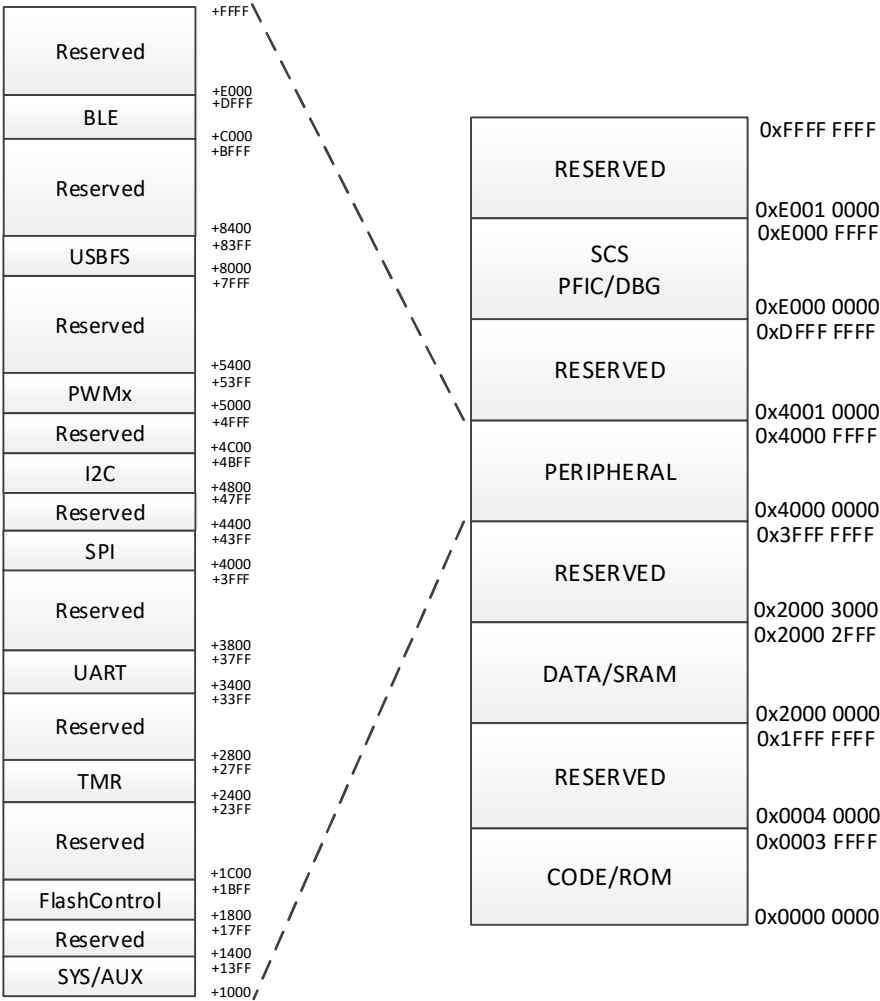 +FFFF
Reserved
+E000
+DFFF
BLE
+C000
+BFFF
Reserved
+8400
+83FF
USBFS
+8000
+7FFF
Reserved
+5400
+53FF
PWMx
+5000
+4FFF
Reserved
+4C00
+4BFF
I2C
+4800
+47FF
Reserved
+4400
+43FF
SPI
+4000
+3FFF
Reserved
+3800
+37FF
UART
+3400
+33FF
Reserved
+2800
+27FF
TMR
+2400
+23FF
Reserved
+1C00
+1BFF
FlashControl
+1800
+17FF
Reserved
+1400
+13FF
SYS/AUX
+1000
0xFFFF FFFF
RESERVED
0xE001 0000
0xE000 FFFF
SCS
PFIC/DBG
0xE000 0000
0xDFFF FFFF
RESERVED
0x4001 0000
0x4000 FFFF
PERIPHERAL
0x4000 0000
0x3FFF FFFF
RESERVED
0x2000 3000
0x2000 2FFF
DATA/SRAM
0x2000 0000
0x1FFF FFFF
RESERVED
0x0004 0000
0x0003 FFFF
CODE/ROM
0x0000 0000